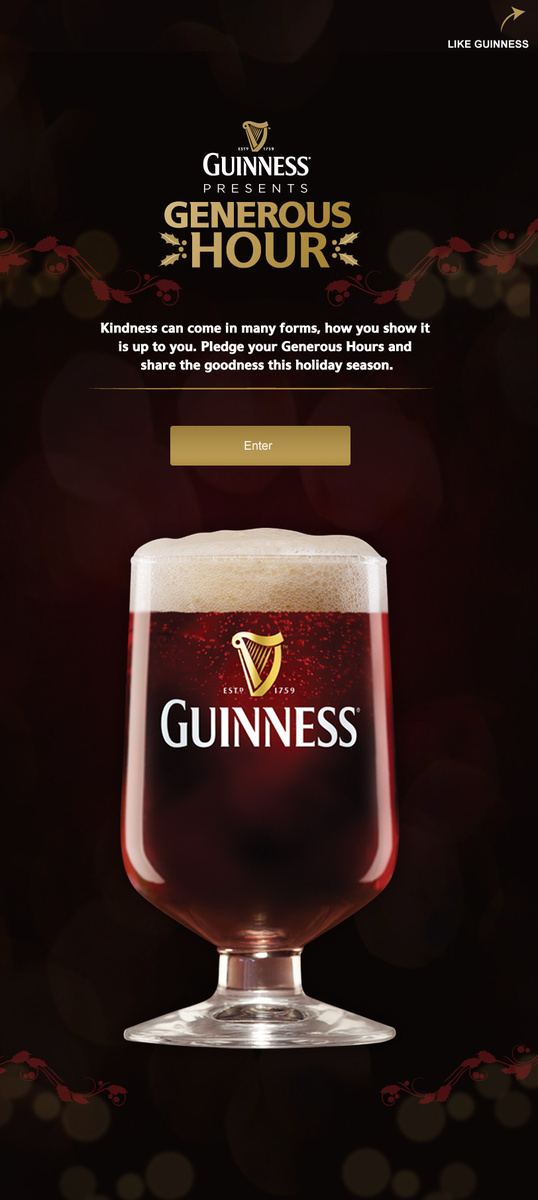 LIKE GUINNESS
ESTD 1759
GUINNESS®
PRESENTS
GENEROUS
HOUR
Kindness can come in many forms, how you show it
is up to you. Pledge your Generous Hours and
share the goodness this holiday season.
Enter
ESTD 1759
GUINNESS®